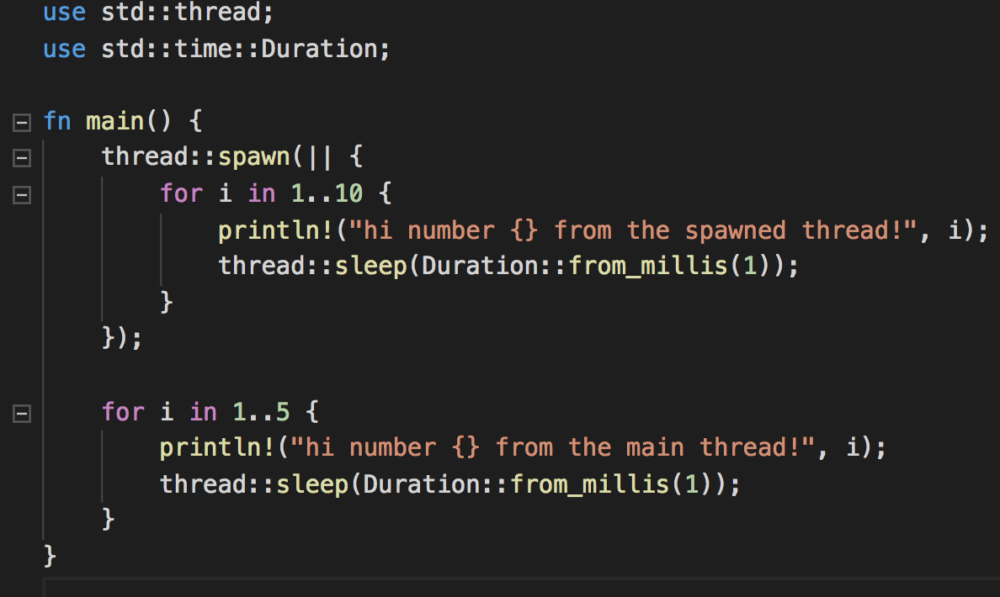 use std::thread;
use std::time::Duration;

fn main() {
    thread::spawn(|| {
        for i in 1..10 {
            println!("hi number {} from the spawned thread!", i);
            thread::sleep(Duration::from_millis(1));
        }
    });

    for i in 1..5 {
        println!("hi number {} from the main thread!", i);
        thread::sleep(Duration::from_millis(1));
    }
}